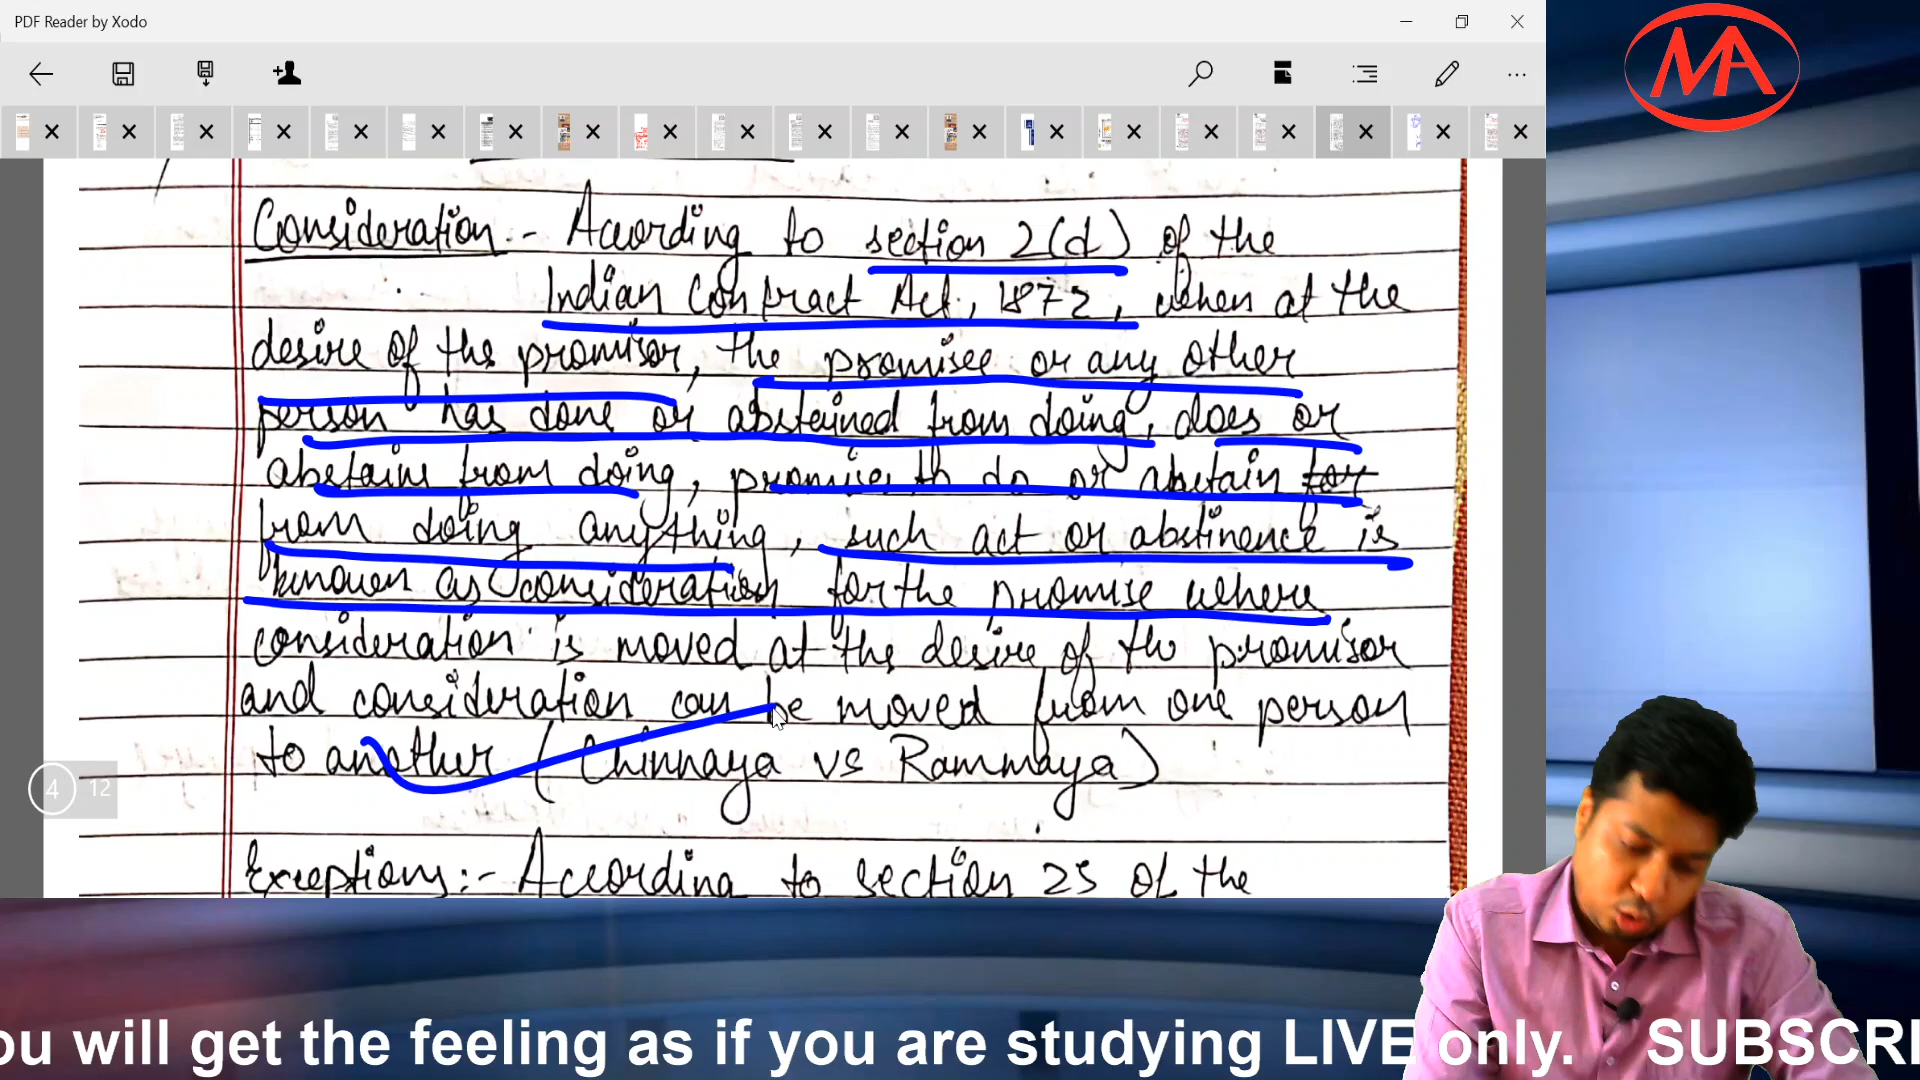 PDF Reader by Xodo
MA
Consideration :- According to section 2(d) of the
Indian Contract Act, 1872, when at the
desire of the promisor, the promisee or any other
person has done or abstained from doing, does or
abstains from doing, promises to do or abstain for
from doing anything, such act or abstinence is
known as consideration for the promise where
consideration is moved at the desire of the promisor
and consideration can be moved from one person
to another (Chinnaya vs Rammaya)
4 12
Exceptions :- According to section 25 of the
ou will get the feeling as if you are studying LIVE only. SUBSCRI